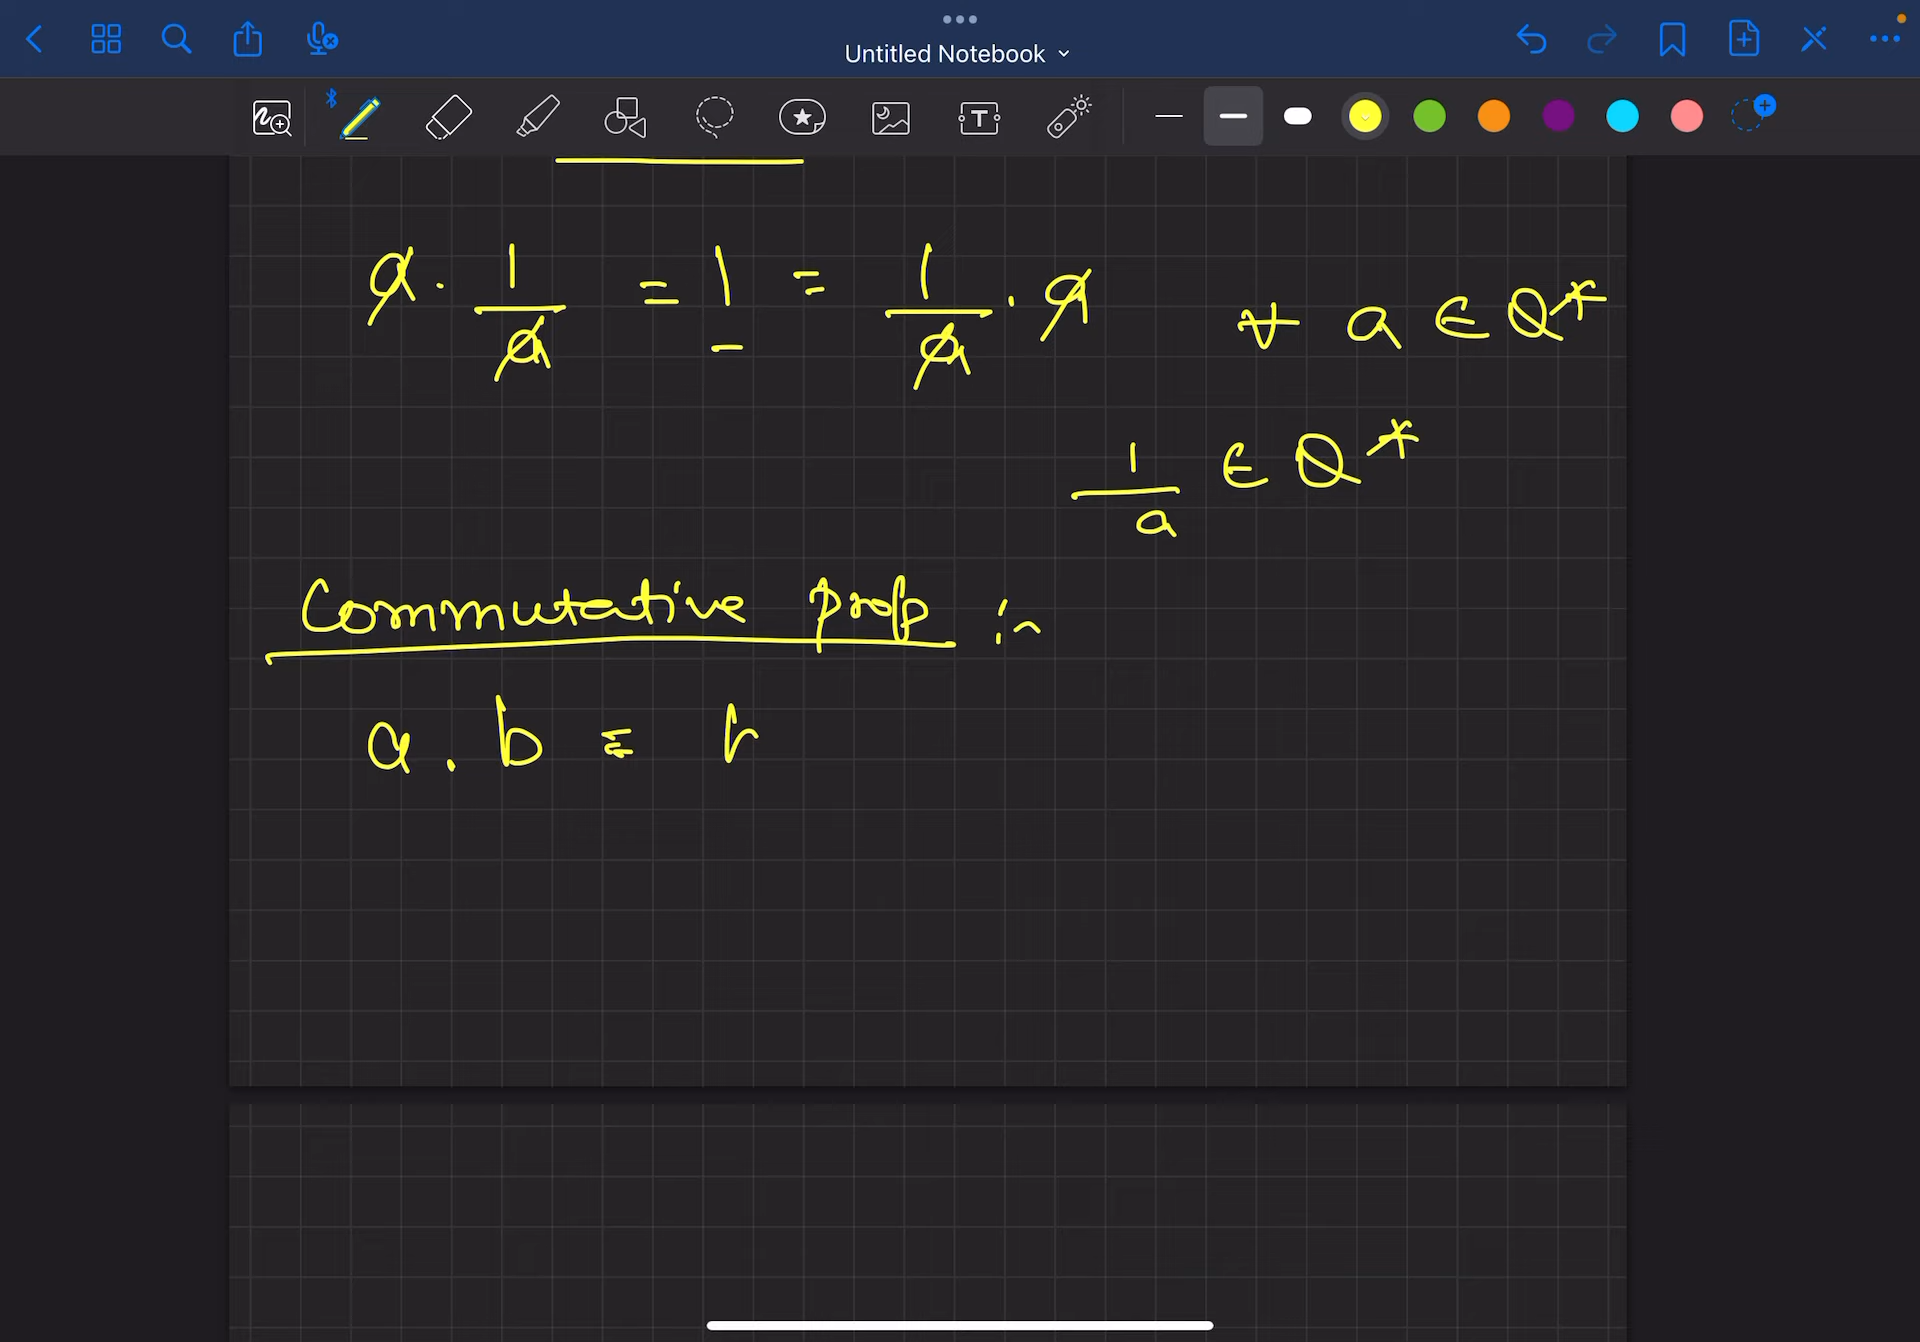 Untitled Notebook
T
a · 1/a = 1 = 1/a · a ∀ a ∈ Q*
1/a ∈ Q*
Commutative prop :-
a . b =